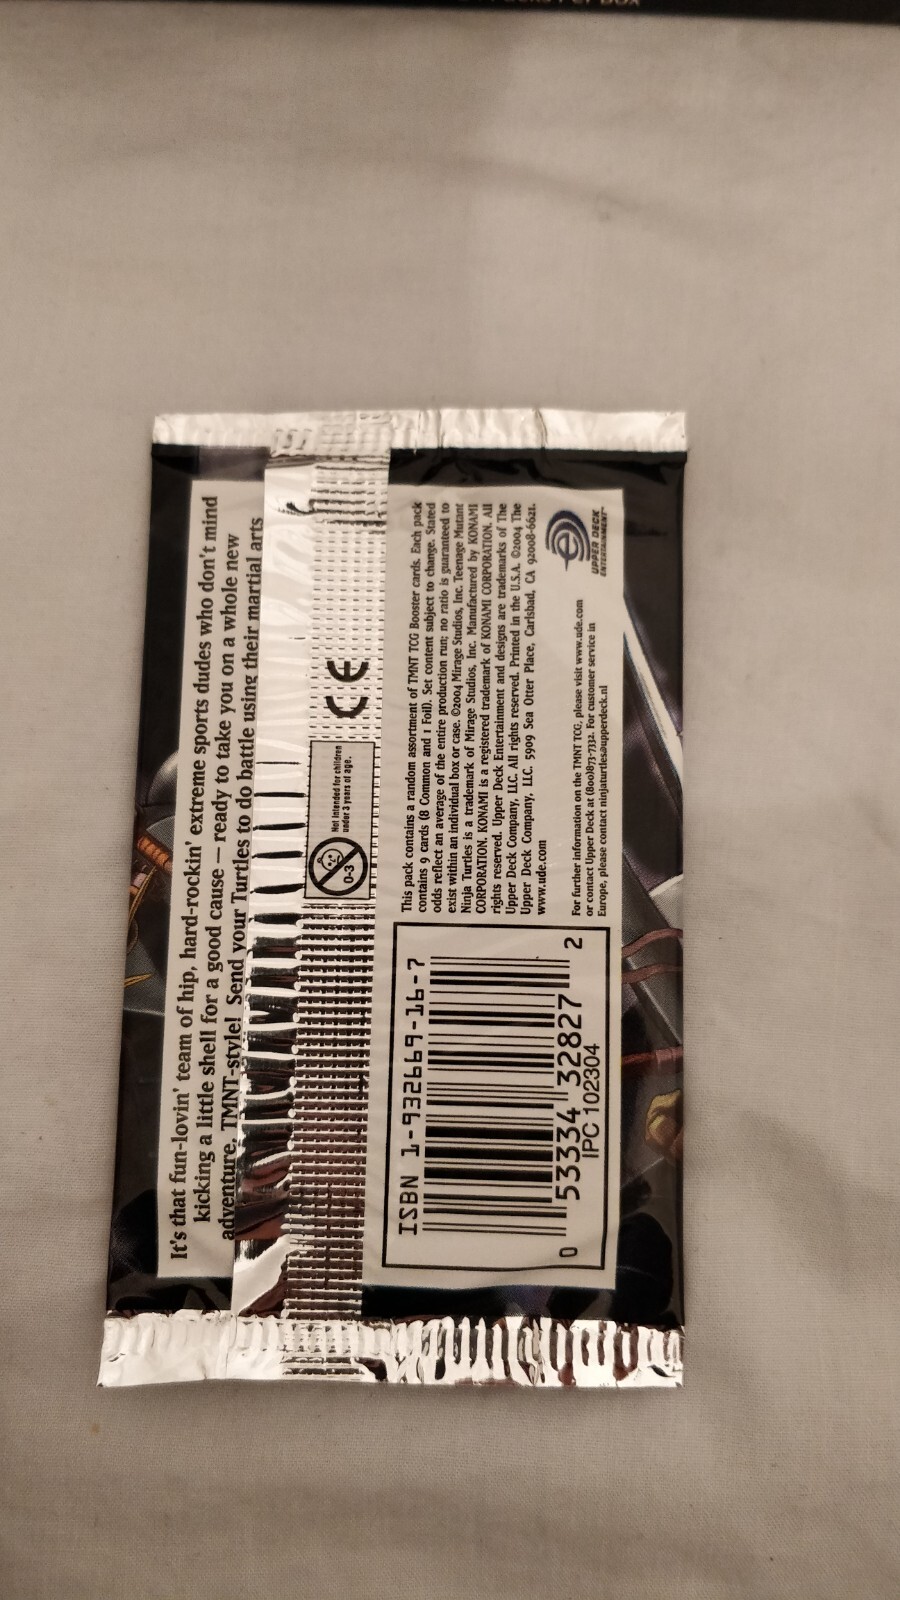 Packs Per Box
It's that fun-lovin' team of hip, hard-rockin' extreme sports dudes who don't mind
kicking a little shell for a good cause – ready to take you on a whole new
adventure, TMNT-style! Send your Turtles to do battle using their martial arts
Not intended for children
under 3 years of age.
0-3
CE
This pack contains a random assortment of TMNT TCG Booster cards. Each pack
contains 9 cards (8 Common and 1 Foil). Set content subject to change. Stated
odds reflect an average of the entire production run; no ratio is guaranteed to
exist within an individual box or case. ©2004 Mirage Studios, Inc. Teenage Mutant
Ninja Turtles is a trademark of Mirage Studios, Inc. Manufactured by KONAMI
CORPORATION. KONAMI is a registered trademark of KONAMI CORPORATION. All
rights reserved. Upper Deck Entertainment and designs are trademarks of The
Upper Deck Company, LLC. All rights reserved. Printed in the U.S.A. ©2004 The
Upper Deck Company, LLC. 5909 Sea Otter Place, Carlsbad, CA 92008-6621.
www.ude.com
For further information on the TMNT TCG, please visit www.ude.com
or contact Upper Deck at (800)873-7332. For customer service in
Europe, please contact ninjaturtles@upperdeck.nl
UPPER DECK
ENTERTAINMENT
ISBN 1-932669-16-7
0 53334 32827 2
IPC 102304